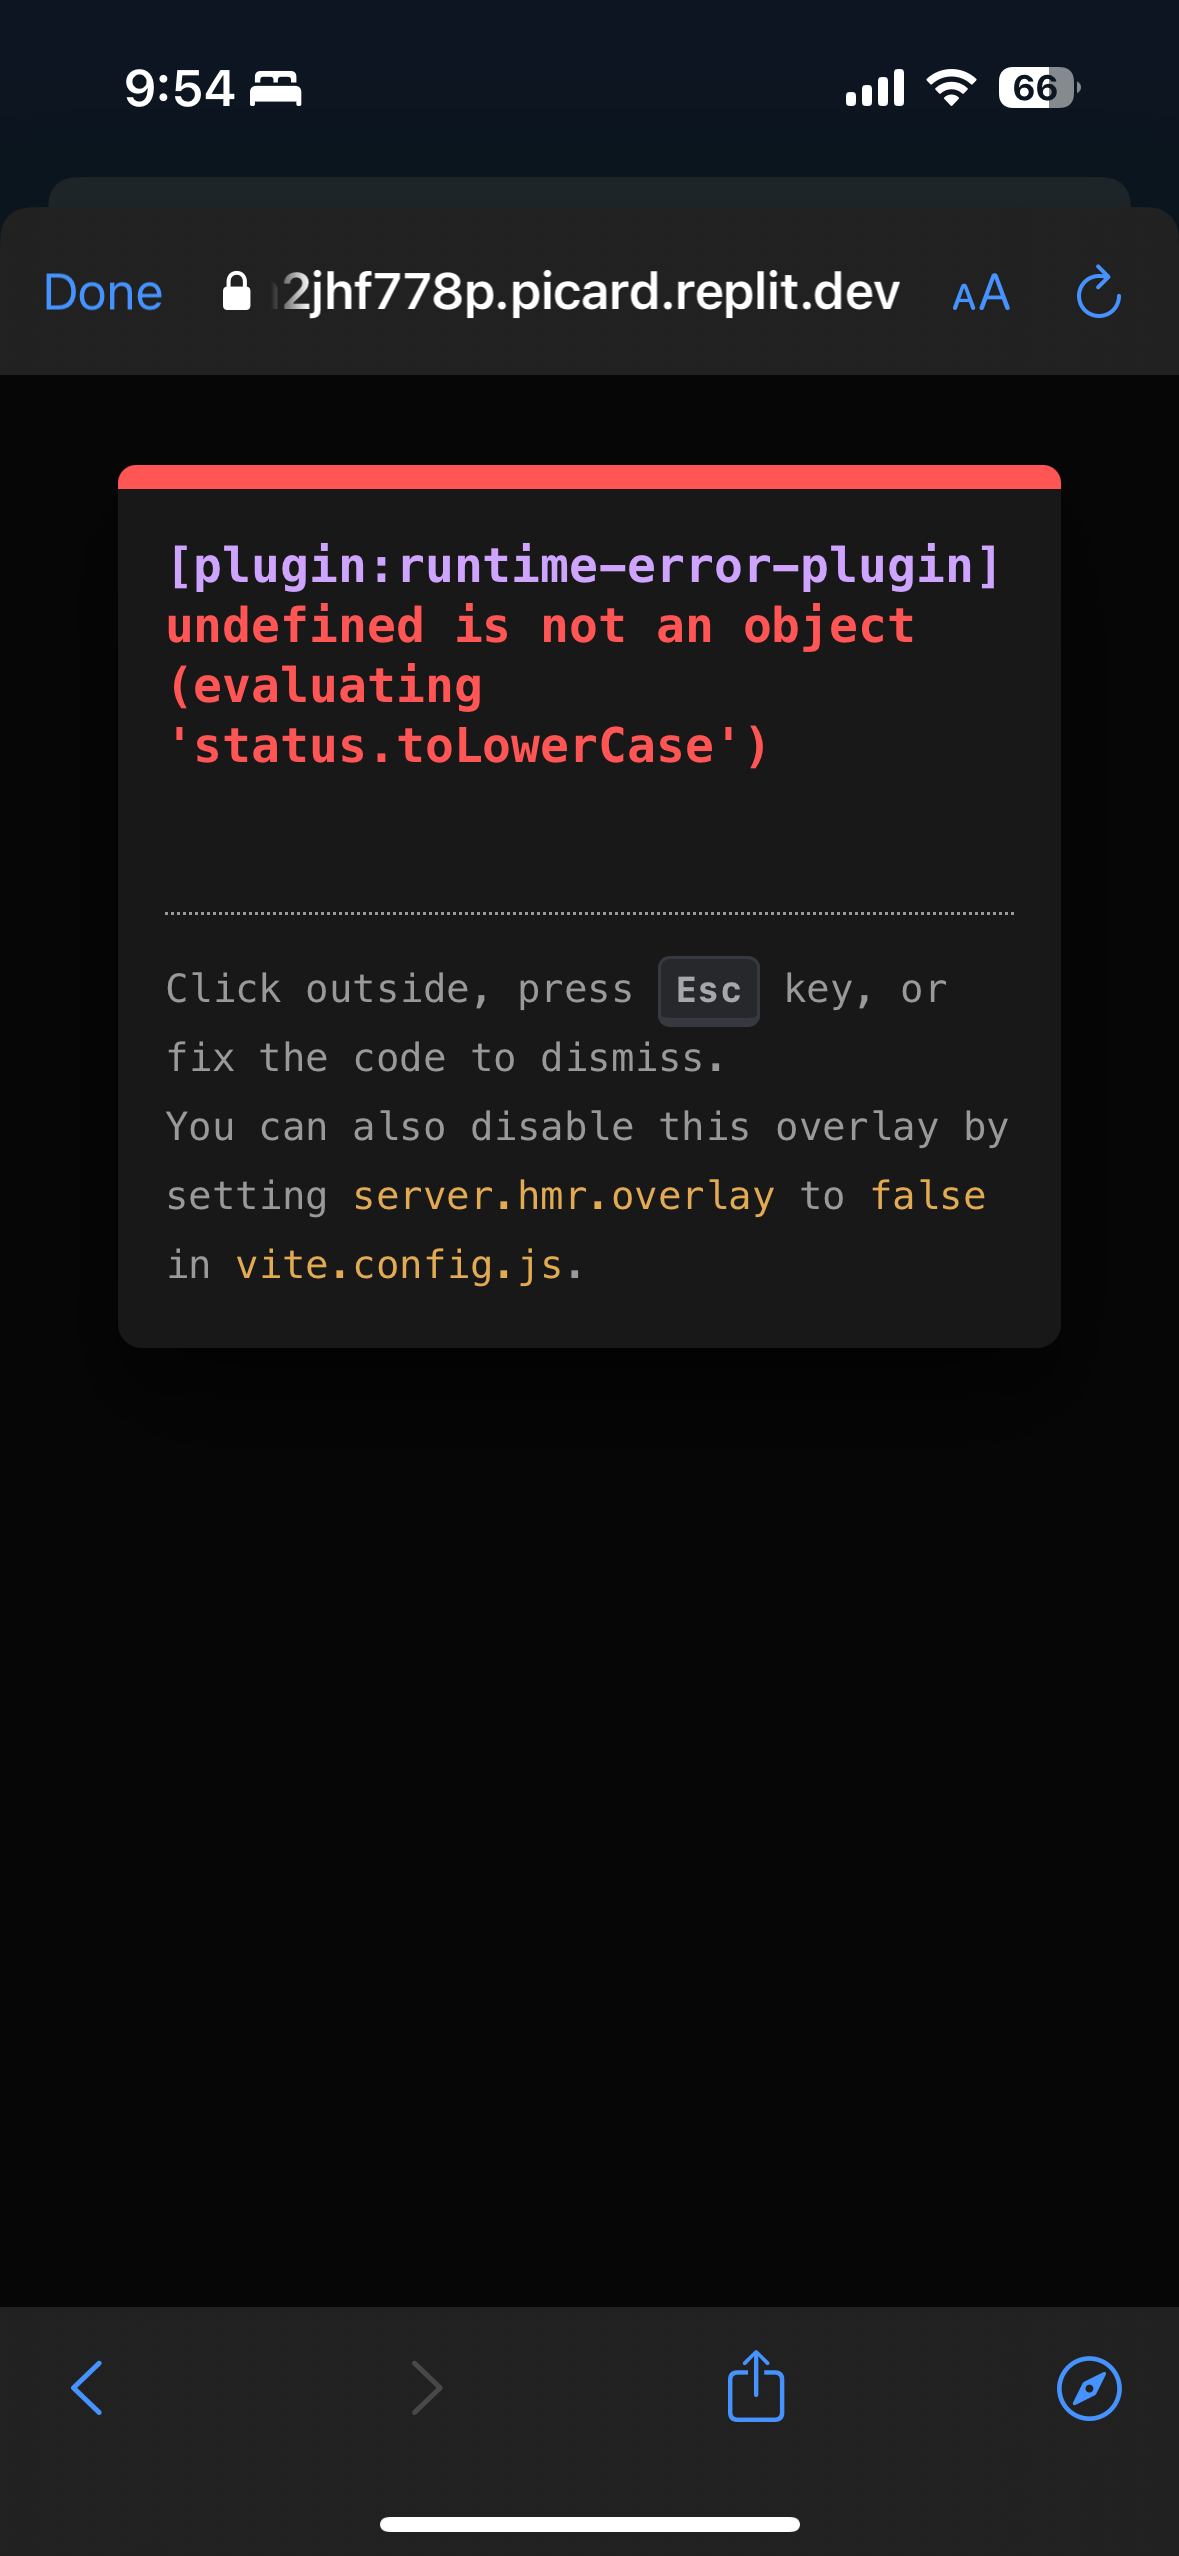 9:54
66
Done
2jhf778p.picard.replit.dev
AA
[plugin:runtime-error-plugin]
undefined is not an object
(evaluating
'status.toLowerCase')
Click outside, press Esc key, or
fix the code to dismiss.
You can also disable this overlay by
setting server.hmr.overlay to false
in vite.config.js.